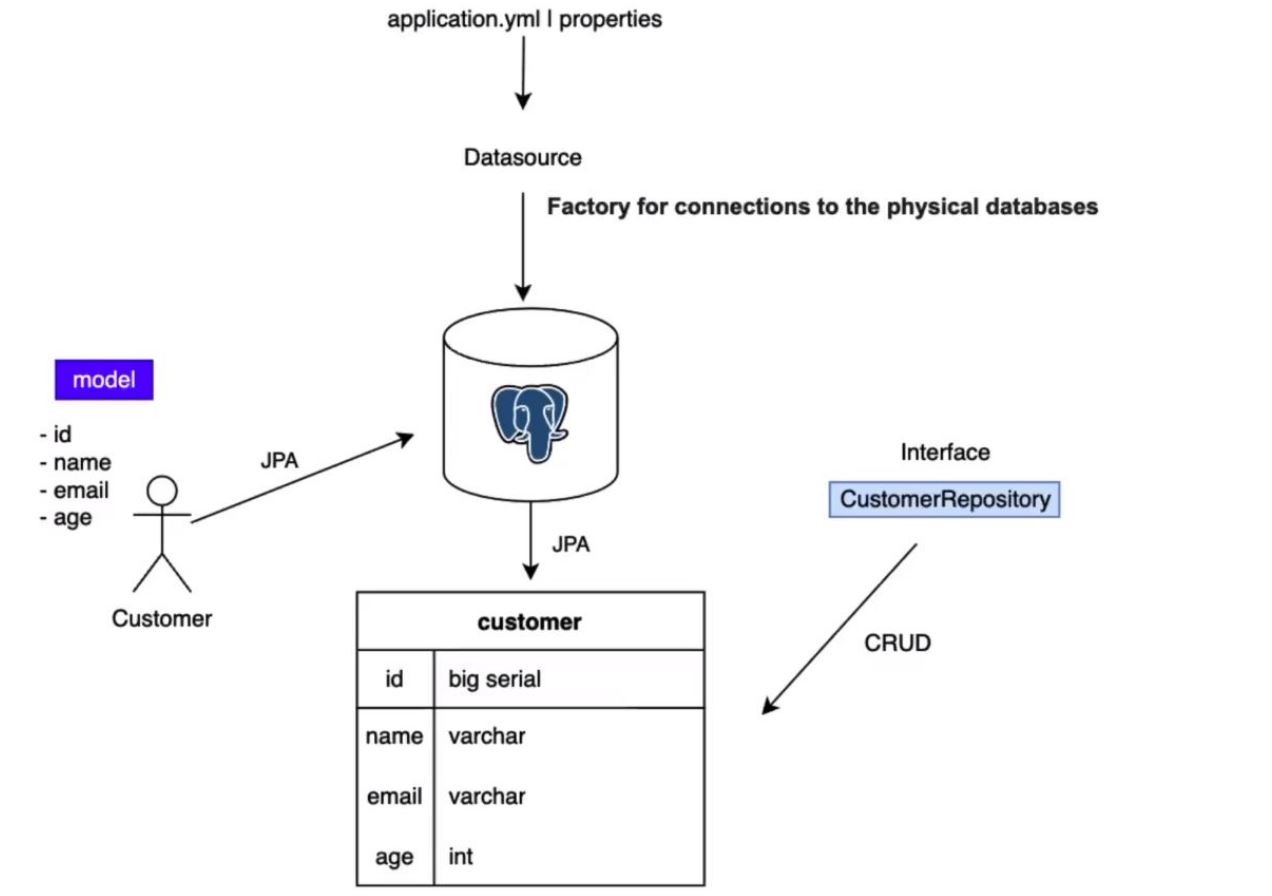 application.yml | properties
Datasource
Factory for connections to the physical databases
model
- id
- name
- email
- age
JPA
Customer
Interface
CustomerRepository
JPA
CRUD
customer
id big serial
name varchar
email varchar
age int